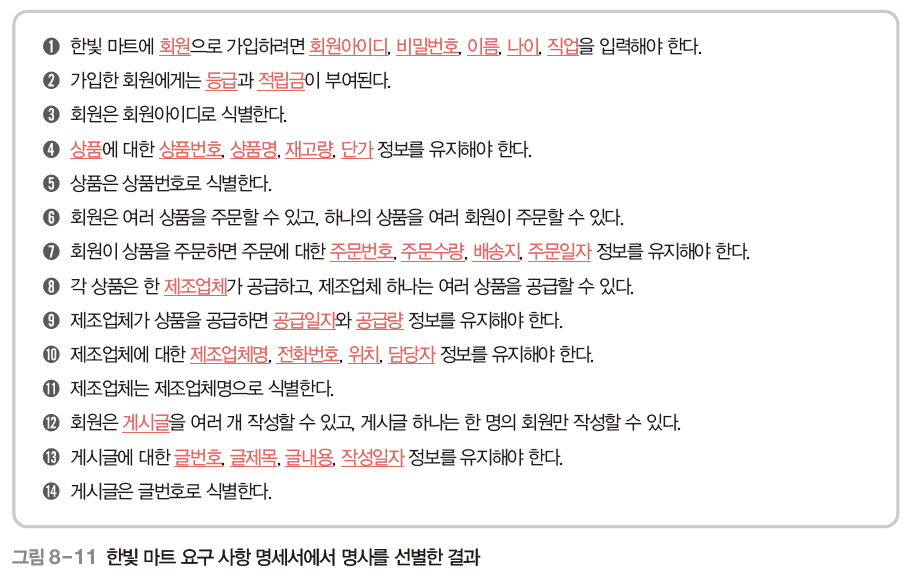 ❶ 한빛 마트에 회원으로 가입하려면 회원아이디, 비밀번호, 이름, 나이, 직업을 입력해야 한다.
❷ 가입한 회원에게는 등급과 적립금이 부여된다.
❸ 회원은 회원아이디로 식별한다.
❹ 상품에 대한 상품번호, 상품명, 재고량, 단가 정보를 유지해야 한다.
❺ 상품은 상품번호로 식별한다.
❻ 회원은 여러 상품을 주문할 수 있고, 하나의 상품을 여러 회원이 주문할 수 있다.
❼ 회원이 상품을 주문하면 주문에 대한 주문번호, 주문수량, 배송지, 주문일자 정보를 유지해야 한다.
❽ 각 상품은 한 제조업체가 공급하고, 제조업체 하나는 여러 상품을 공급할 수 있다.
❾ 제조업체가 상품을 공급하면 공급일자와 공급량 정보를 유지해야 한다.
❿ 제조업체에 대한 제조업체명, 전화번호, 위치, 담당자 정보를 유지해야 한다.
⓫ 제조업체는 제조업체명으로 식별한다.
⓬ 회원은 게시글을 여러 개 작성할 수 있고, 게시글 하나는 한 명의 회원만 작성할 수 있다.
⓭ 게시글에 대한 글번호, 글제목, 글내용, 작성일자 정보를 유지해야 한다.
⓮ 게시글은 글번호로 식별한다.
그림 8-11 한빛 마트 요구 사항 명세서에서 명사를 선별한 결과